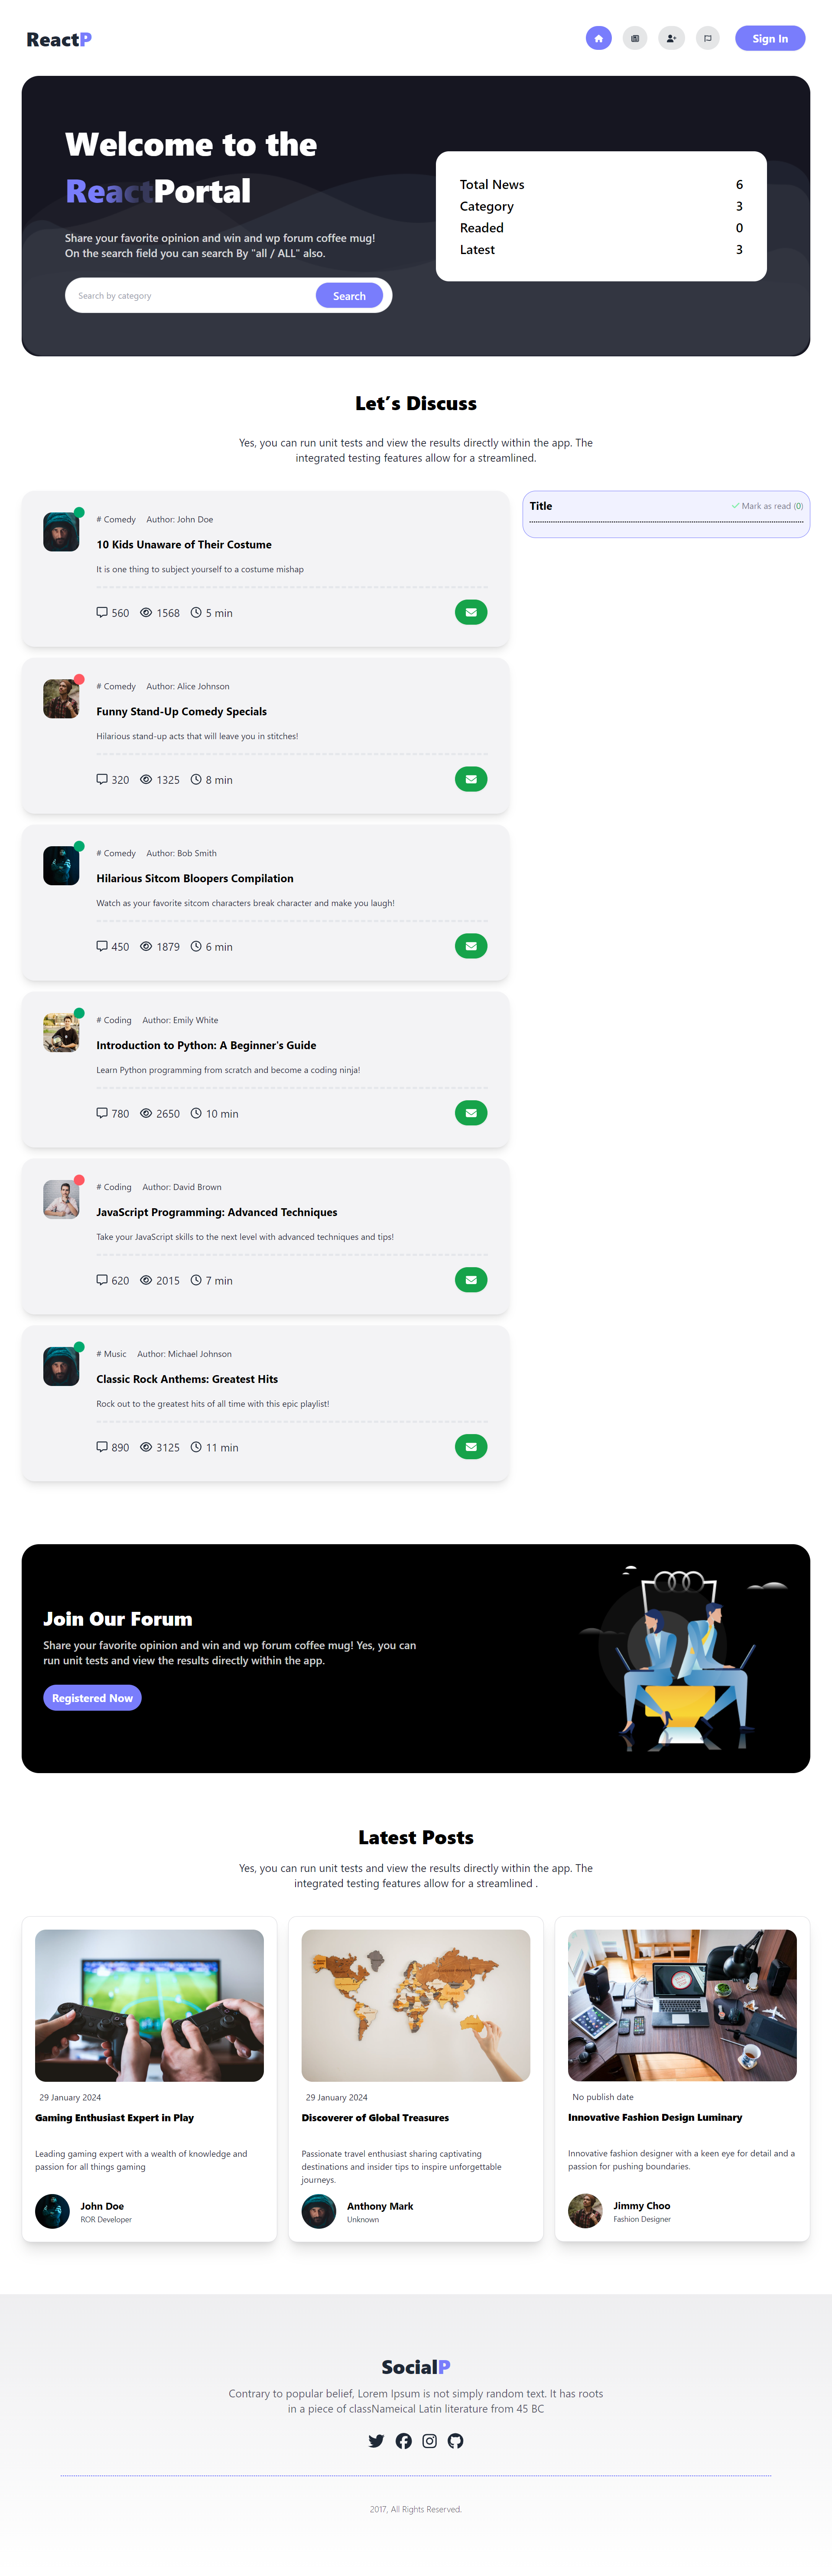 ReactP
Sign In
Welcome to the
ReactPortal
Share your favorite opinion and win and wp forum coffee mug!
On the search field you can search By "all / ALL" also.
Search by category
Search
Total News 6
Category 3
Readed 0
Latest 3
Let's Discuss
Yes, you can run unit tests and view the results directly within the app. The
integrated testing features allow for a streamlined.
# Comedy Author: John Doe
10 Kids Unaware of Their Costume
It is one thing to subject yourself to a costume mishap
560 1568 5 min
Title
Mark as read (0)
# Comedy Author: Alice Johnson
Funny Stand-Up Comedy Specials
Hilarious stand-up acts that will leave you in stitches!
320 1325 8 min
# Comedy Author: Bob Smith
Hilarious Sitcom Bloopers Compilation
Watch as your favorite sitcom characters break character and make you laugh!
450 1879 6 min
# Coding Author: Emily White
Introduction to Python: A Beginner's Guide
Learn Python programming from scratch and become a coding ninja!
780 2650 10 min
# Coding Author: David Brown
JavaScript Programming: Advanced Techniques
Take your JavaScript skills to the next level with advanced techniques and tips!
620 2015 7 min
# Music Author: Michael Johnson
Classic Rock Anthems: Greatest Hits
Rock out to the greatest hits of all time with this epic playlist!
890 3125 11 min
Join Our Forum
Share your favorite opinion and win and wp forum coffee mug! Yes, you can
run unit tests and view the results directly within the app.
Registered Now
Latest Posts
Yes, you can run unit tests and view the results directly within the app. The
integrated testing features allow for a streamlined .
29 January 2024
Gaming Enthusiast Expert in Play
Leading gaming expert with a wealth of knowledge and
passion for all things gaming
John Doe
ROR Developer
29 January 2024
Discoverer of Global Treasures
Passionate travel enthusiast sharing captivating
destinations and insider tips to inspire unforgettable
journeys.
Anthony Mark
Unknown
No publish date
Innovative Fashion Design Luminary
Innovative fashion designer with a keen eye for detail and a
passion for pushing boundaries.
Jimmy Choo
Fashion Designer
SocialP
Contrary to popular belief, Lorem Ipsum is not simply random text. It has roots
in a piece of classNameical Latin literature from 45 BC
2017, All Rights Reserved.